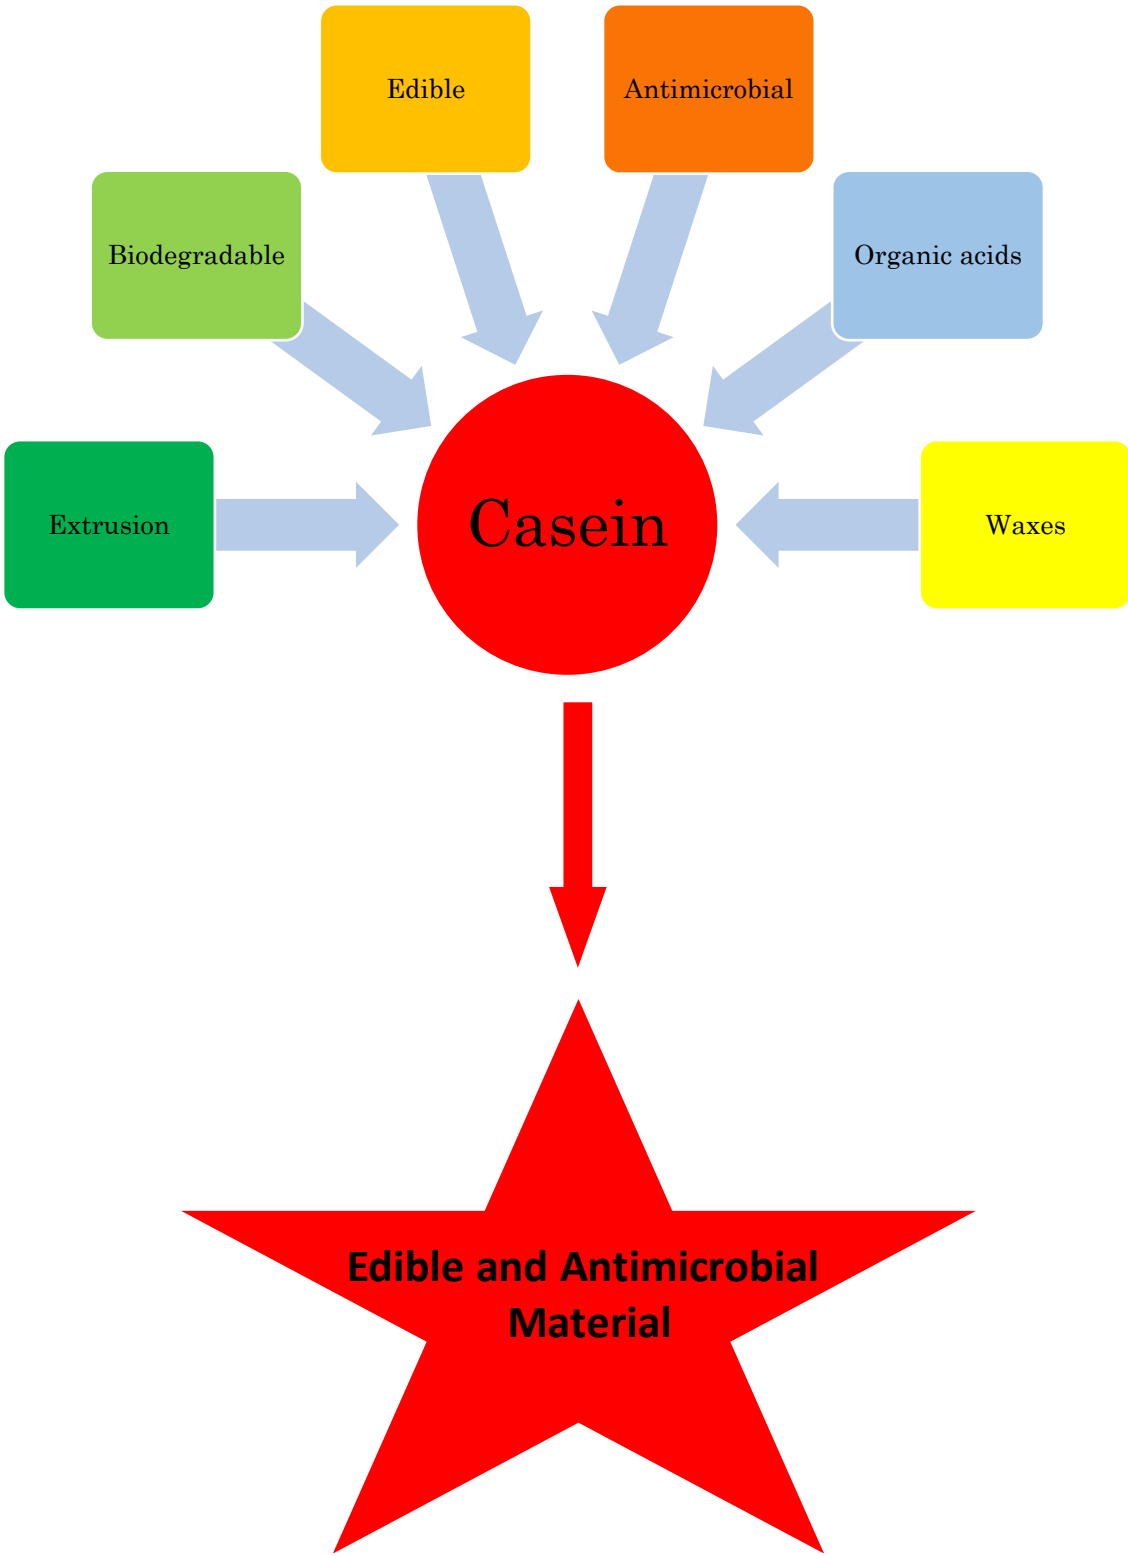 Edible
Antimicrobial
Biodegradable
Organic acids
Extrusion
Casein
Waxes
Edible and Antimicrobial
Material